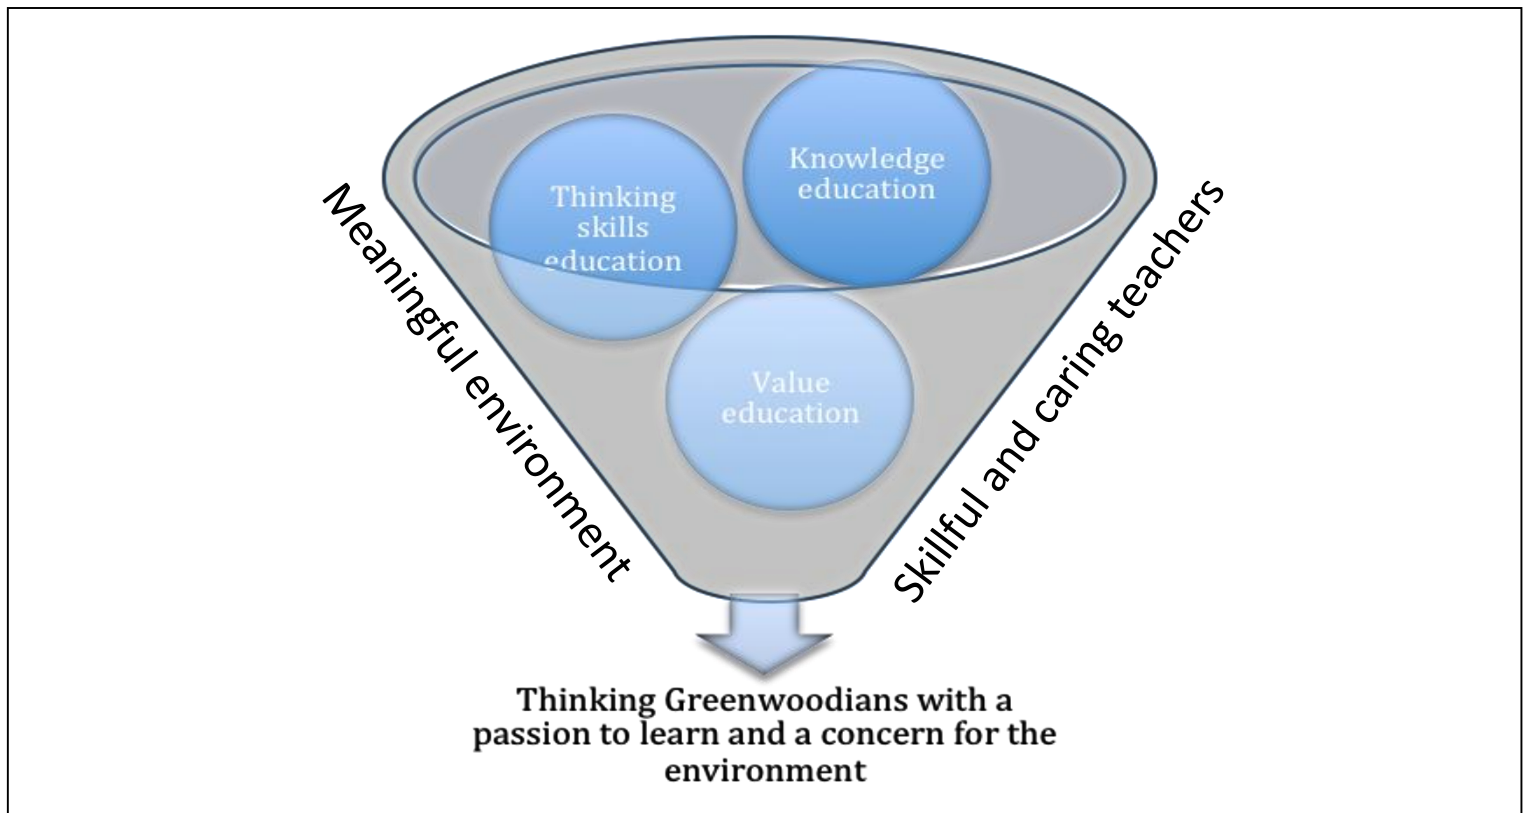 Knowledge
education
Thinking
skills
education
Value
education
Meaningful environment
Skillful and caring teachers
Thinking Greenwoodians with a
passion to learn and a concern for the
environment